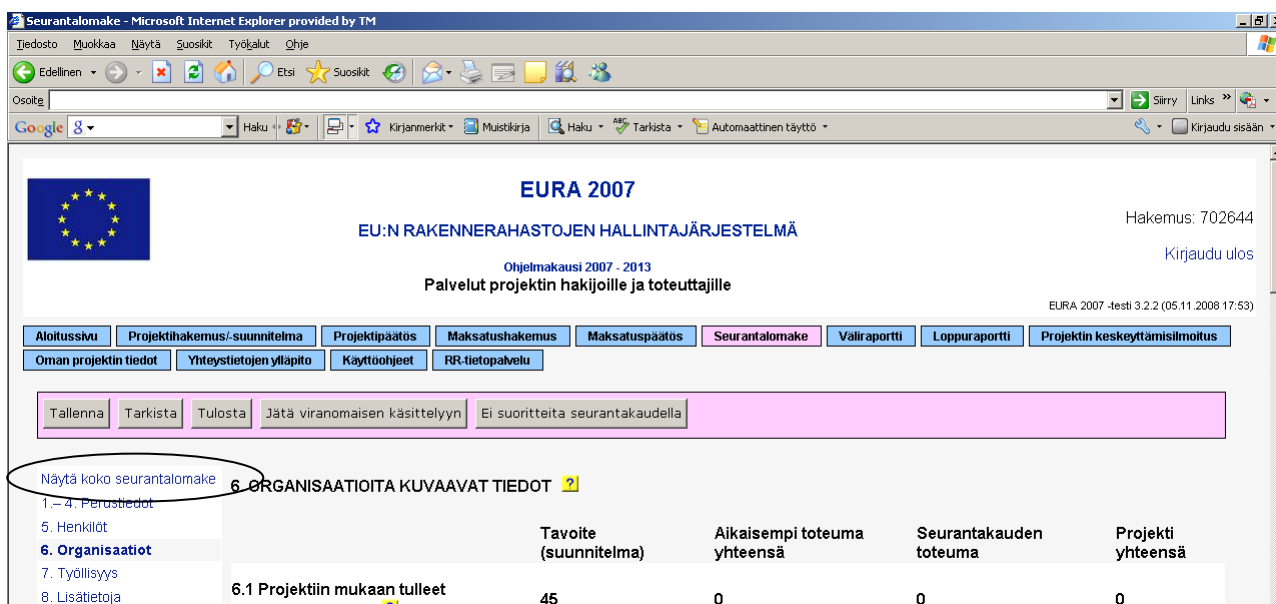 Seurantalomake - Microsoft Internet Explorer provided by TM
Tiedosto Muokkaa Näytä Suosikit Työkalut Ohje
Edellinen Etsi Suosikit
Osoite Siirry Links »
Google Haku Kirjanmerkit Muistikirja Haku Tarkista Automaattinen täyttö Kirjaudu sisään
EURA 2007
EU:N RAKENNERAHASTOJEN HALLINTAJÄRJESTELMÄ
Hakemus: 702644
Kirjaudu ulos
Ohjelmakausi 2007 - 2013
Palvelut projektin hakijoille ja toteuttajille
EURA 2007 -testi 3.2.2 (05.11.2008 17:53)
Aloitussivu Projektihakemus/-suunnitelma Projektipäätös Maksatushakemus Maksatuspäätös Seurantalomake Väliraportti Loppuraportti Projektin keskeyttämisilmoitus
Oman projektin tiedot Yhteystietojen ylläpito Käyttöohjeet RR-tietopalvelu
Tallenna Tarkista Tulosta Jätä viranomaisen käsittelyyn Ei suoritteita seurantakaudella
Näytä koko seurantalomake
1.– 4. Perustiedot
5. Henkilöt
6. Organisaatiot
7. Työllisyys
8. Lisätietoja
6. ORGANISAATIOITA KUVAAVAT TIEDOT ?
Tavoite (suunnitelma) Aikaisempi toteuma yhteensä Seurantakauden toteuma Projekti yhteensä
6.1 Projektiin mukaan tulleet 45 0 0 0